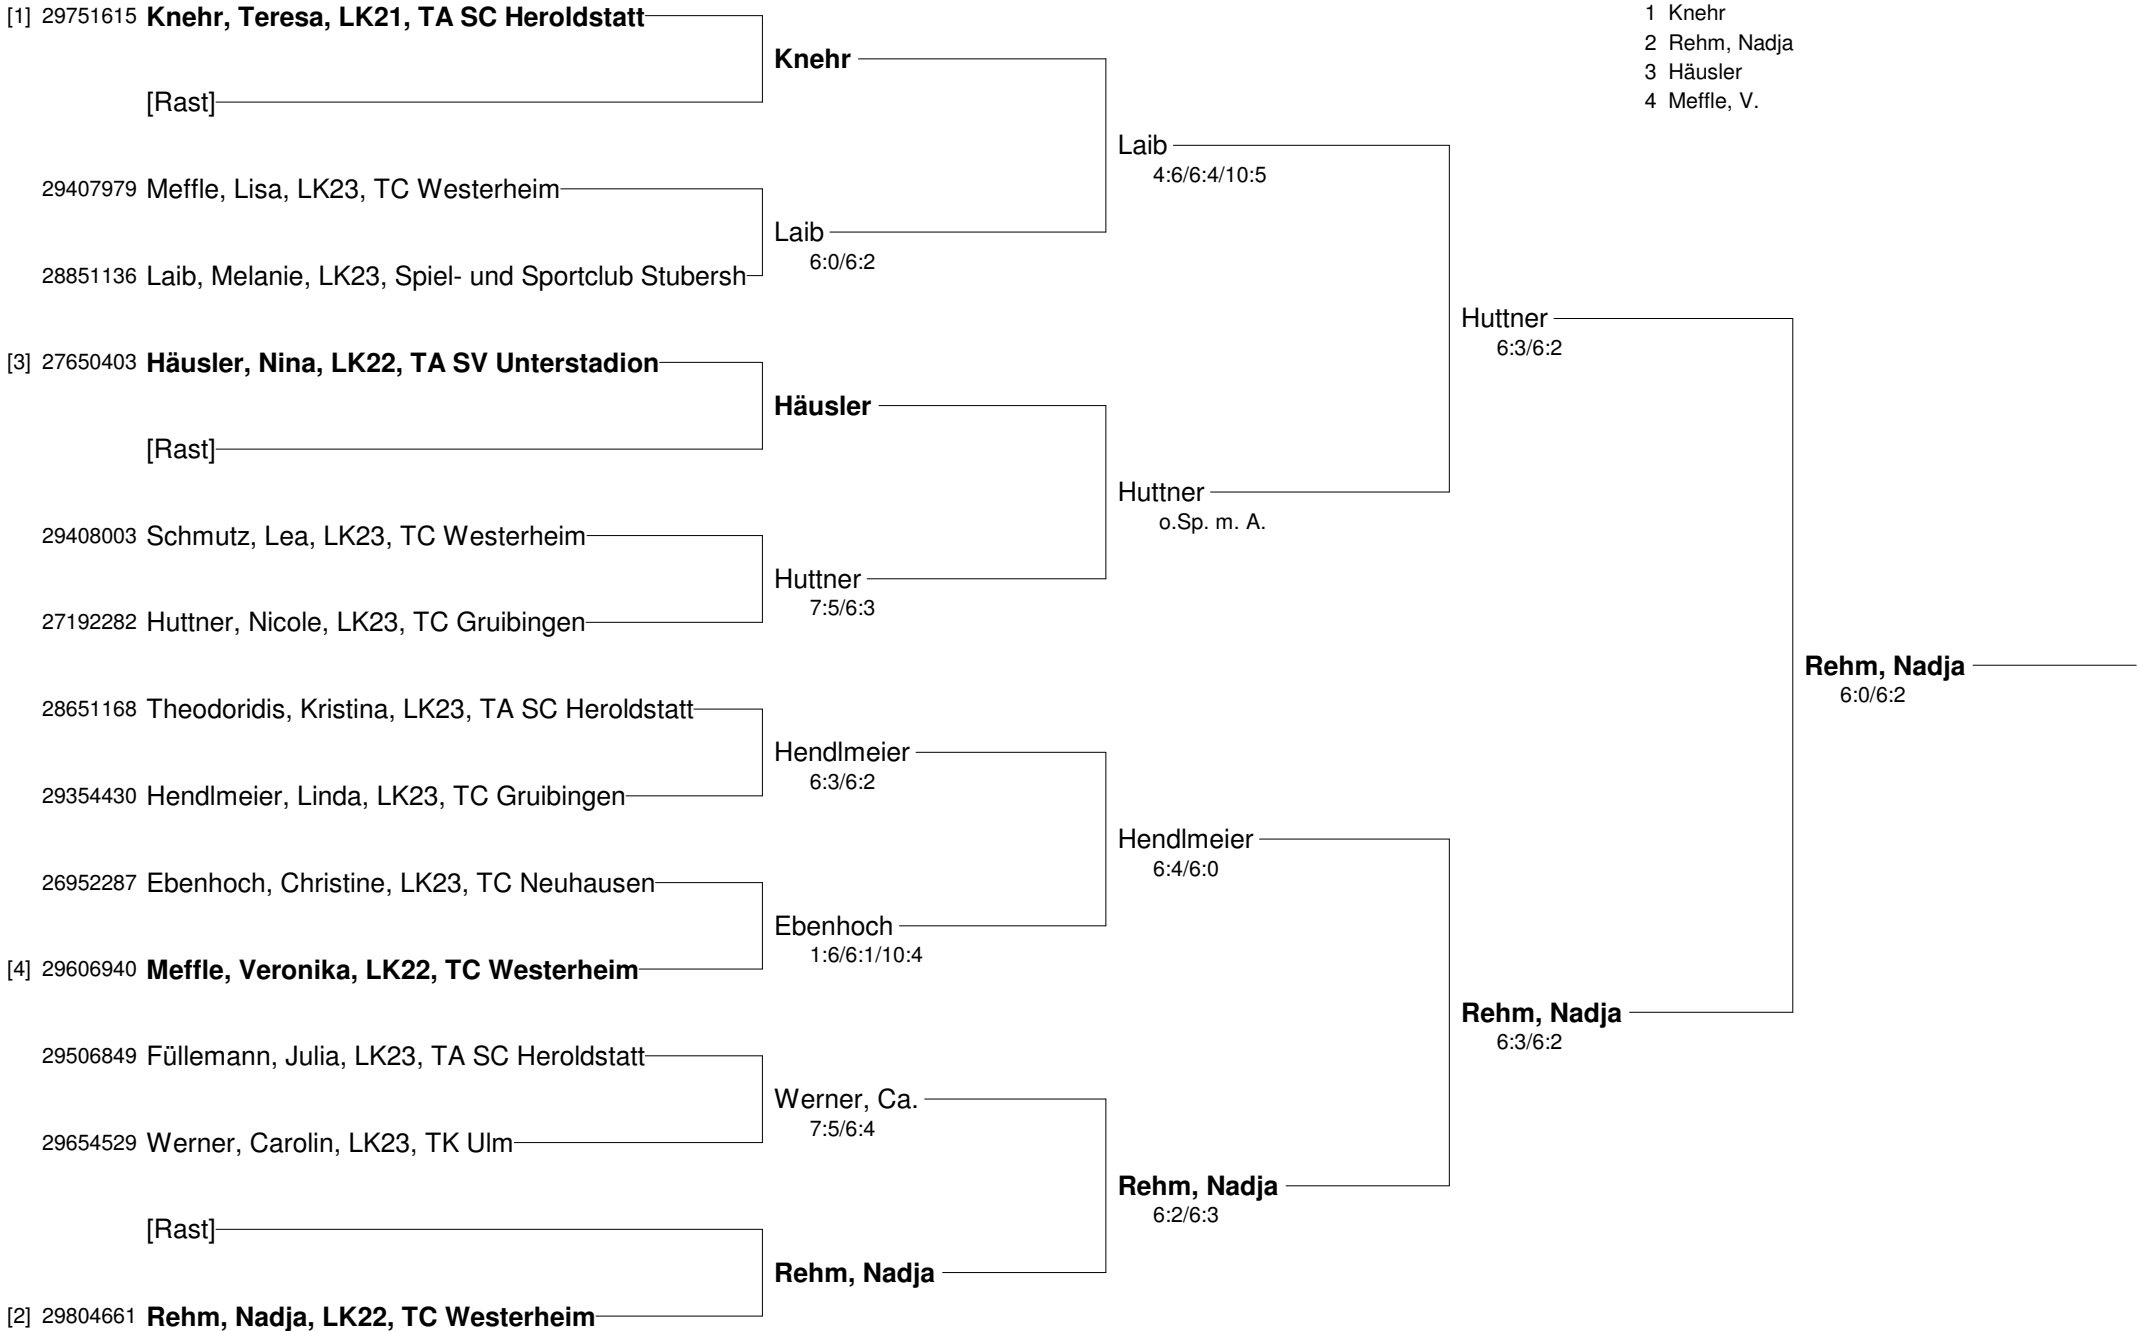 [1] 29751615 Knehr, Teresa, LK21, TA SC Heroldstatt
1 Knehr
2 Rehm, Nadja
3 Häusler
4 Meffle, V.
Knehr
[Rast]
Laib
4:6/6:4/10:5
29407979 Meffle, Lisa, LK23, TC Westerheim
Laib
6:0/6:2
28851136 Laib, Melanie, LK23, Spiel- und Sportclub Stubersh
Huttner
6:3/6:2
[3] 27650403 Häusler, Nina, LK22, TA SV Unterstadion
Häusler
[Rast]
Huttner
o.Sp. m. A.
29408003 Schmutz, Lea, LK23, TC Westerheim
Huttner
7:5/6:3
27192282 Huttner, Nicole, LK23, TC Gruibingen
Rehm, Nadja
6:0/6:2
28651168 Theodoridis, Kristina, LK23, TA SC Heroldstatt
Hendlmeier
6:3/6:2
29354430 Hendlmeier, Linda, LK23, TC Gruibingen
Hendlmeier
6:4/6:0
26952287 Ebenhoch, Christine, LK23, TC Neuhausen
Ebenhoch
1:6/6:1/10:4
[4] 29606940 Meffle, Veronika, LK22, TC Westerheim
Rehm, Nadja
6:3/6:2
29506849 Füllemann, Julia, LK23, TA SC Heroldstatt
Werner, Ca.
7:5/6:4
29654529 Werner, Carolin, LK23, TK Ulm
Rehm, Nadja
6:2/6:3
[Rast]
Rehm, Nadja
[2] 29804661 Rehm, Nadja, LK22, TC Westerheim